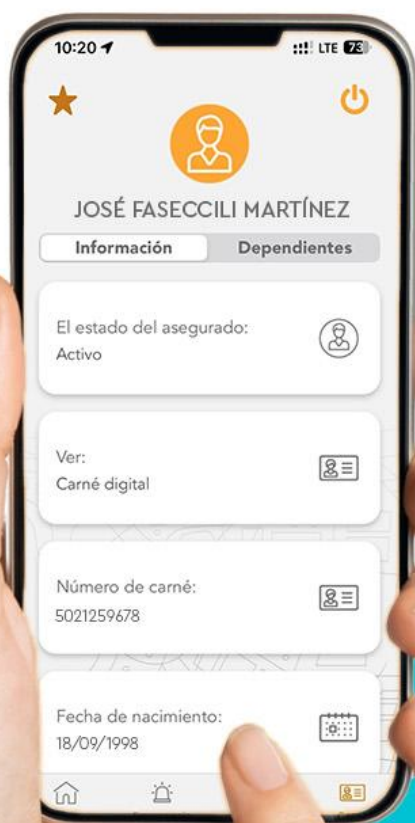 10:20
LTE 73
JOSÉ FASECCILI MARTÍNEZ
Información Dependientes
El estado del asegurado:
Activo
Ver:
Carné digital
Número de carné:
5021259678
Fecha de nacimiento:
18/09/1998